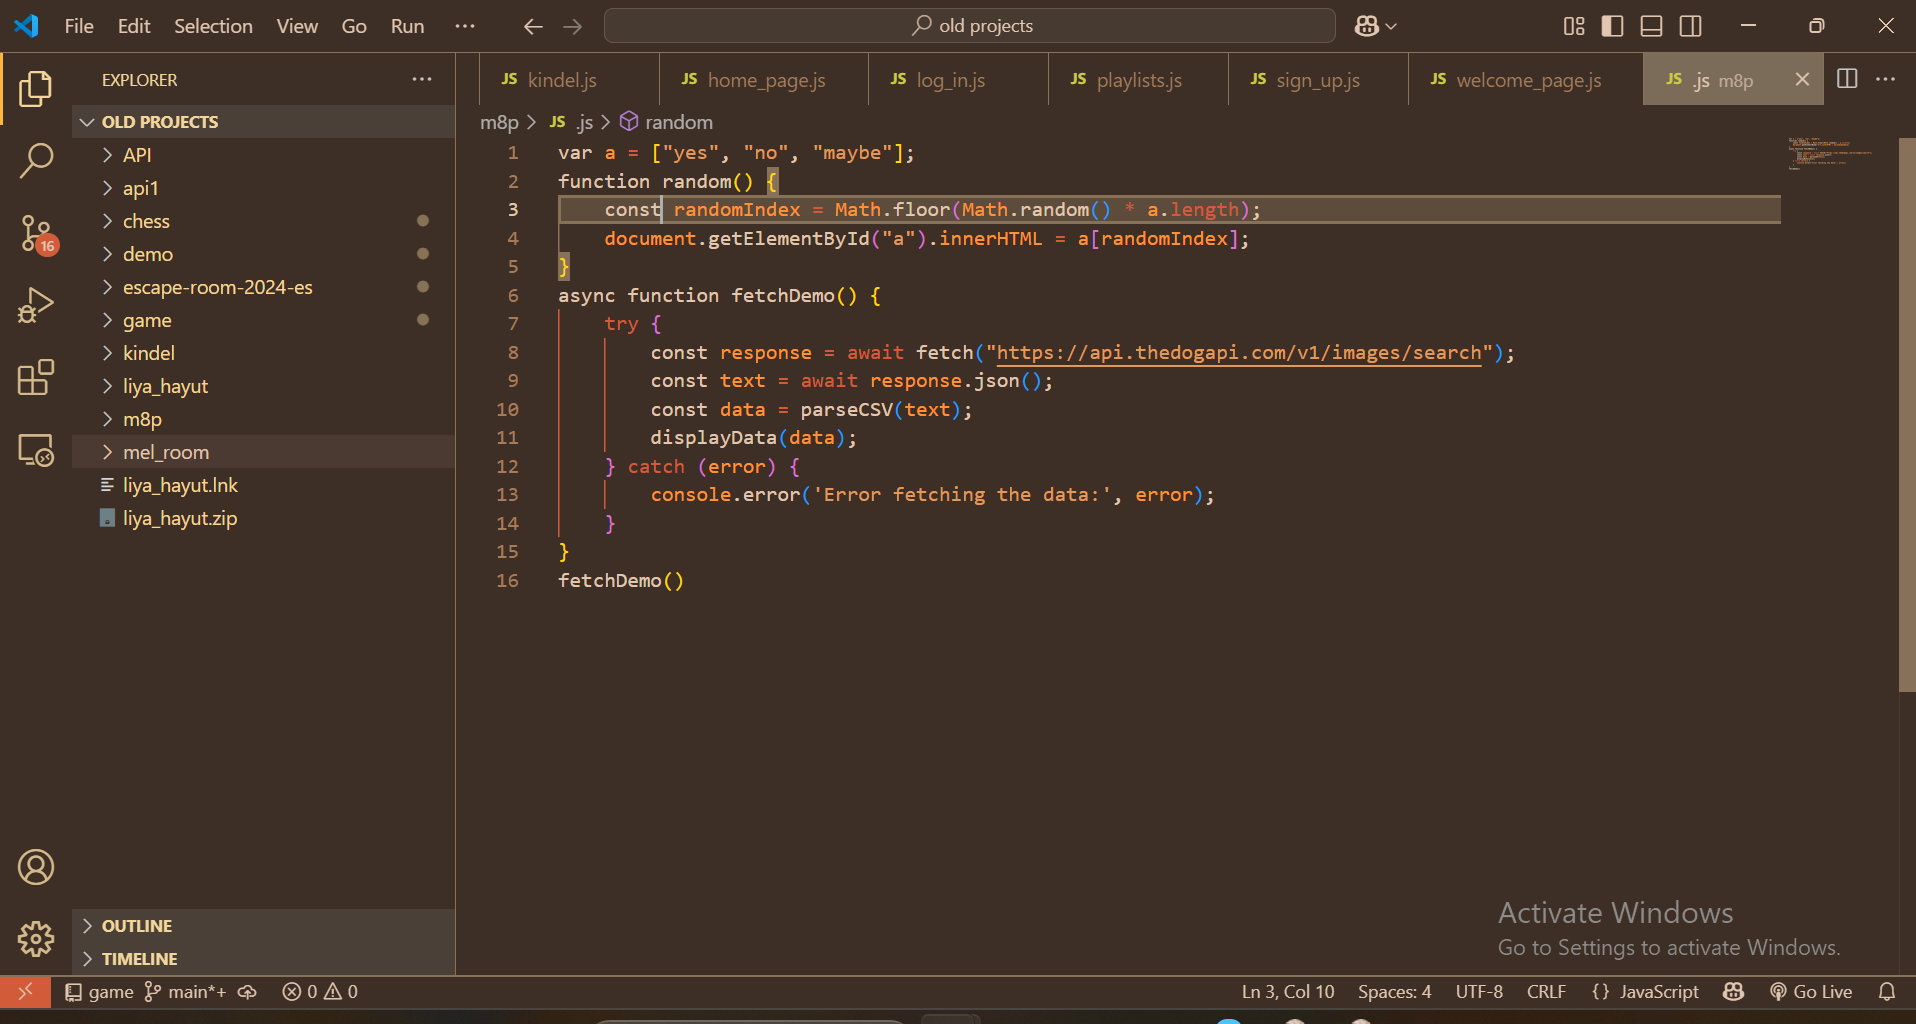 File Edit Selection View Go Run ··· old projects
EXPLORER ···
JS kindel.js JS home_page.js JS log_in.js JS playlists.js JS sign_up.js JS welcome_page.js JS .js m8p ···
OLD PROJECTS
API
api1
chess
demo
escape-room-2024-es
game
kindel
liya_hayut
m8p
mel_room
liya_hayut.lnk
liya_hayut.zip
16
m8p > JS .js > random
1 var a = ["yes", "no", "maybe"];
2 function random() {
3     const randomIndex = Math.floor(Math.random() * a.length);
4     document.getElementById("a").innerHTML = a[randomIndex];
5 }
6 async function fetchDemo() {
7     try {
8         const response = await fetch("https://api.thedogapi.com/v1/images/search");
9         const text = await response.json();
10         const data = parseCSV(text);
11         displayData(data);
12     } catch (error) {
13         console.error('Error fetching the data:', error);
14     }
15 }
16 fetchDemo()
OUTLINE
TIMELINE
Activate Windows
Go to Settings to activate Windows.
game main*+ 0 0 Ln 3, Col 10 Spaces: 4 UTF-8 CRLF {} JavaScript Go Live